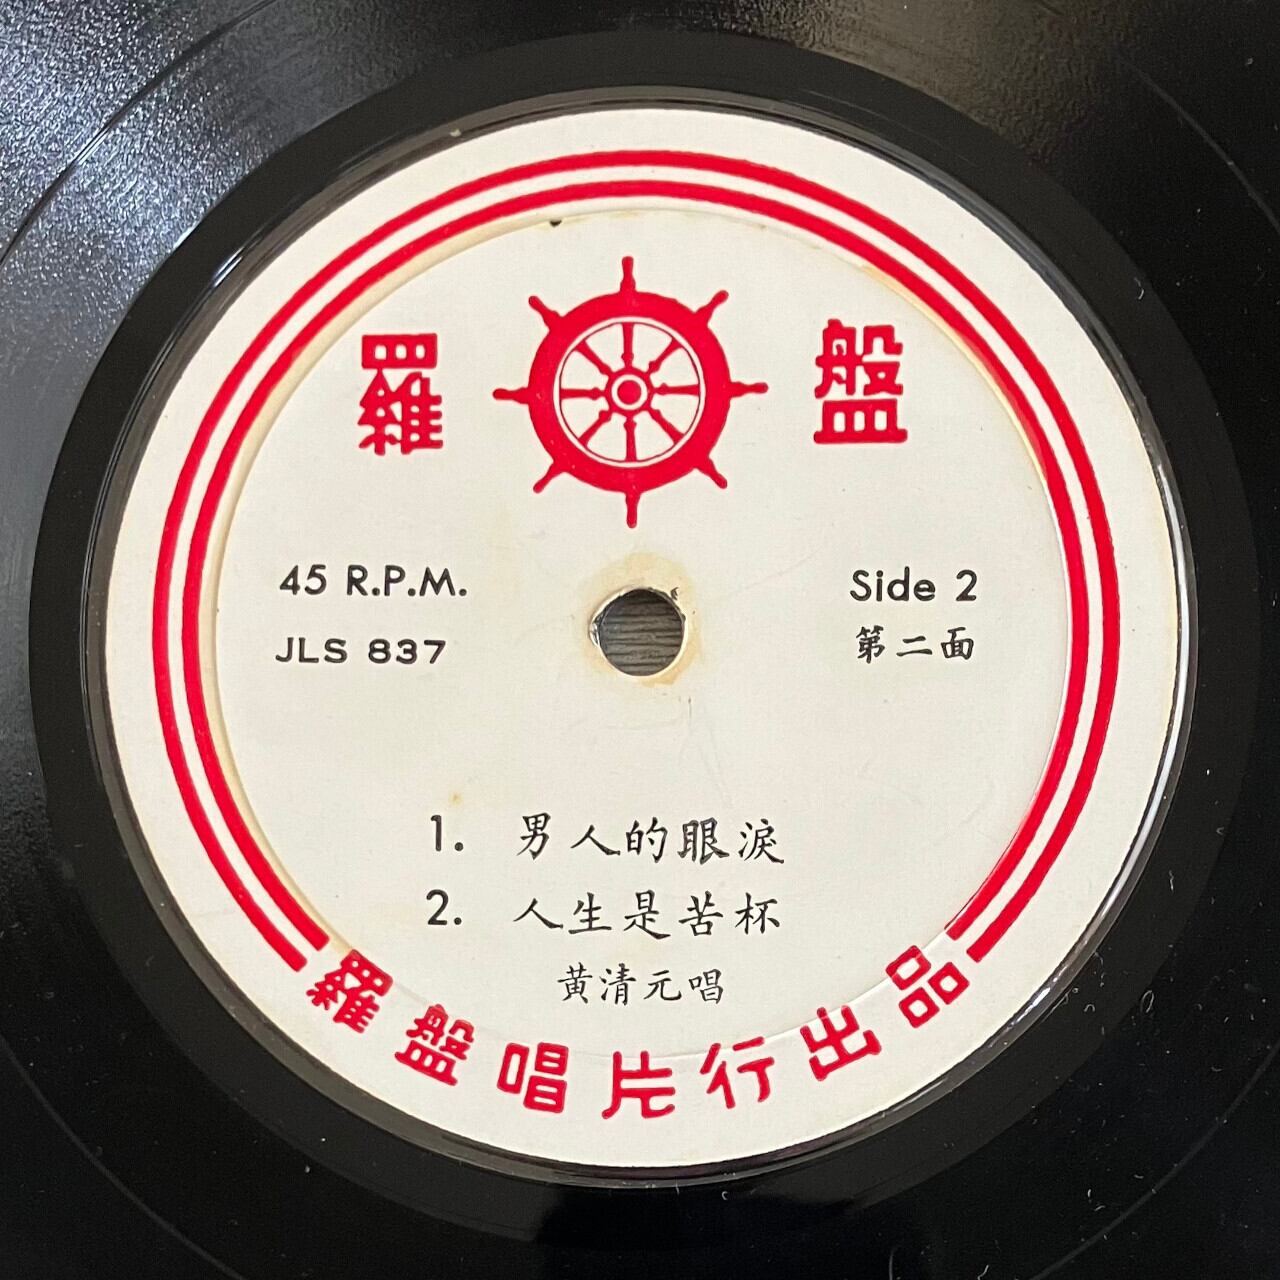 羅盤
45 R.P.M.
JLS 837
Side 2
第二面
1. 男人的眼淚
2. 人生是苦杯
黄清元唱
羅盤唱片行出品